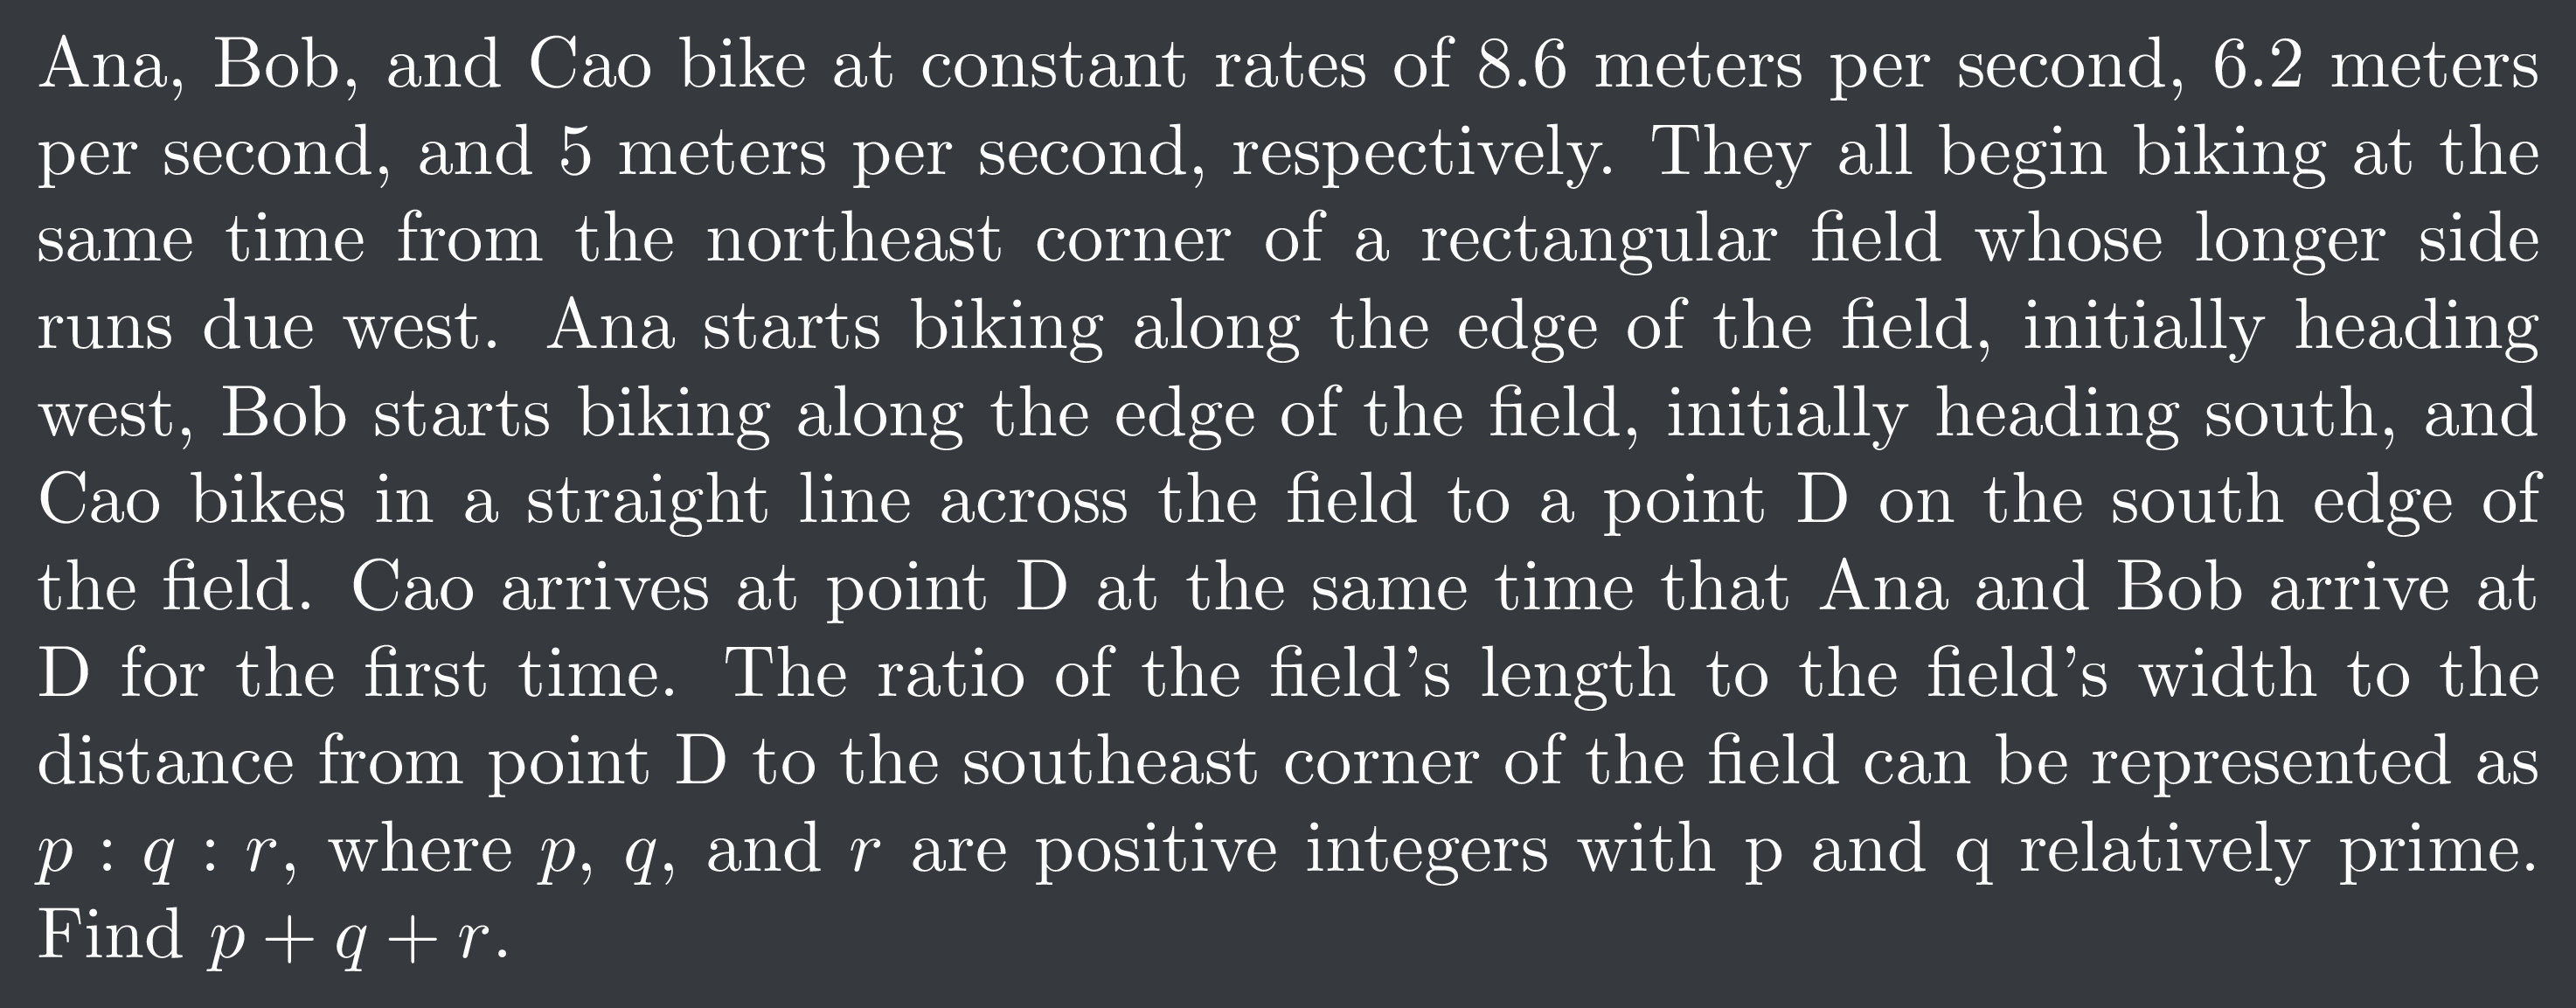 Ana, Bob, and Cao bike at constant rates of 8.6 meters per second, 6.2 meters
per second, and 5 meters per second, respectively. They all begin biking at the
same time from the northeast corner of a rectangular field whose longer side
runs due west. Ana starts biking along the edge of the field, initially heading
west, Bob starts biking along the edge of the field, initially heading south, and
Cao bikes in a straight line across the field to a point D on the south edge of
the field. Cao arrives at point D at the same time that Ana and Bob arrive at
D for the first time. The ratio of the field's length to the field's width to the
distance from point D to the southeast corner of the field can be represented as
p : q : r, where p, q, and r are positive integers with p and q relatively prime.
Find p + q + r.